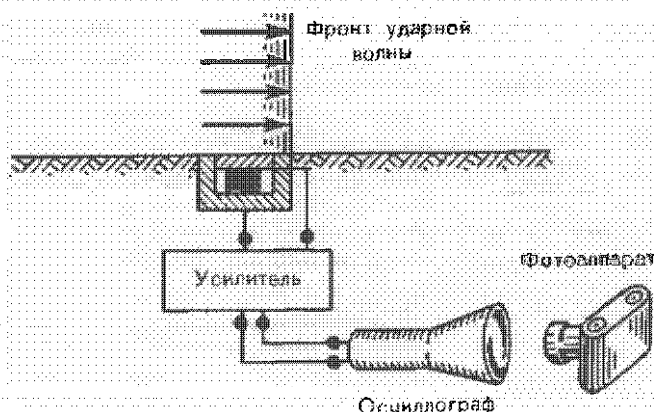 Фронт ударной
волны
Усилитель
Фотоаппарат
Осциллограф